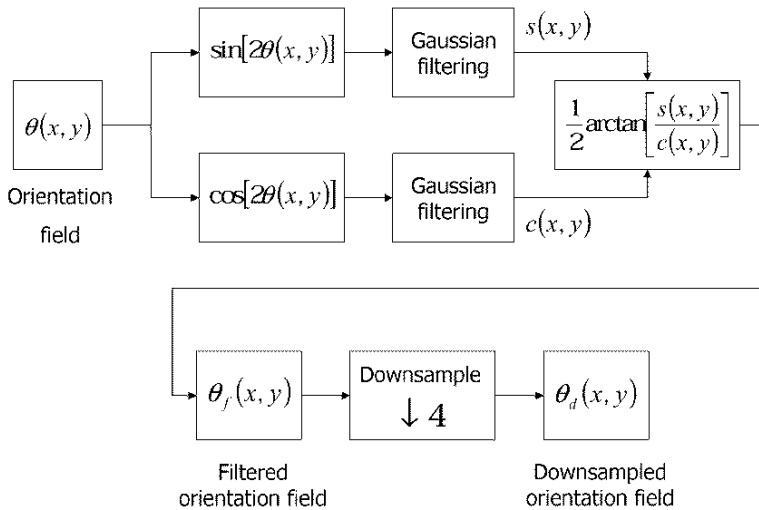 θ(x, y)
Orientation
field
sin[2θ(x, y)]
cos[2θ(x, y)]
Gaussian
filtering
Gaussian
filtering
s(x, y)
c(x, y)
1/2 arctan[s(x, y)/c(x, y)]
θ_f(x, y)
Filtered
orientation field
Downsample
↓ 4
θ_d(x, y)
Downsampled
orientation field